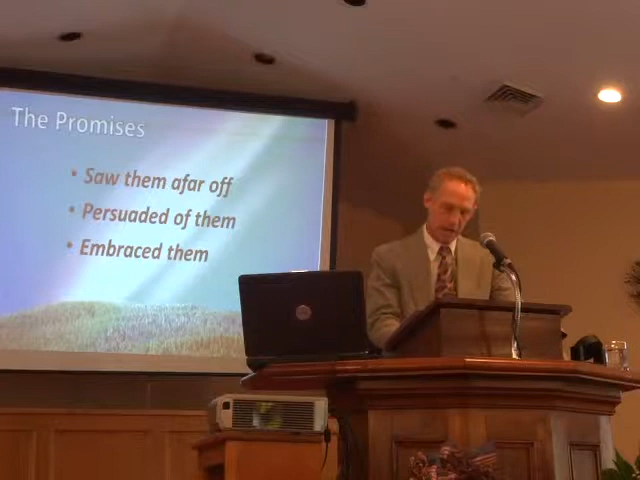 The Promises
• Saw them afar off
• Persuaded of them
• Embraced them